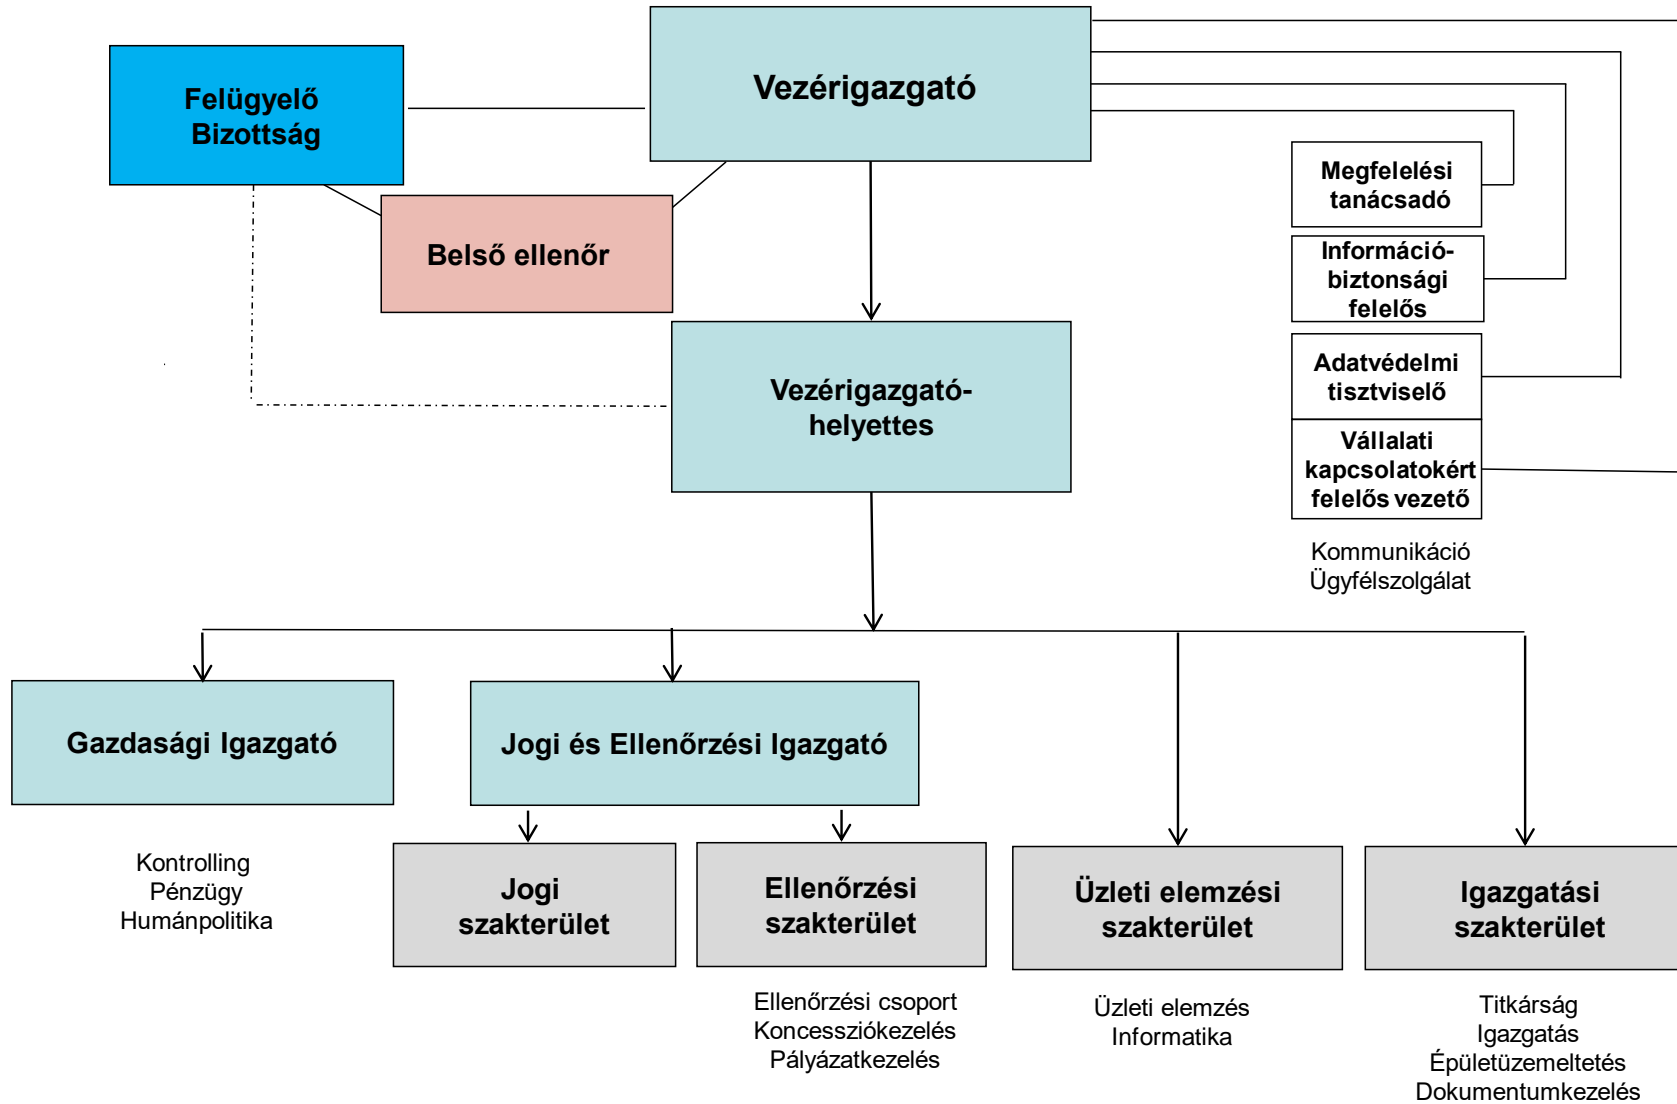 Vezérigazgató
Felügyelő
Bizottság
Belső ellenőr
Megfelelési
tanácsadó
Információ-
biztonsági
felelős
Adatvédelmi
tisztviselő
Vállalati
kapcsolatokért
felelős vezető
Kommunikáció
Ügyfélszolgálat
Vezérigazgató-
helyettes
Gazdasági Igazgató
Kontrolling
Pénzügy
Humánpolitika
Jogi és Ellenőrzési Igazgató
Jogi
szakterület
Ellenőrzési
szakterület
Ellenőrzési csoport
Koncessziókezelés
Pályázatkezelés
Üzleti elemzési
szakterület
Üzleti elemzés
Informatika
Igazgatási
szakterület
Titkárság
Igazgatás
Épületüzemeltetés
Dokumentumkezelés